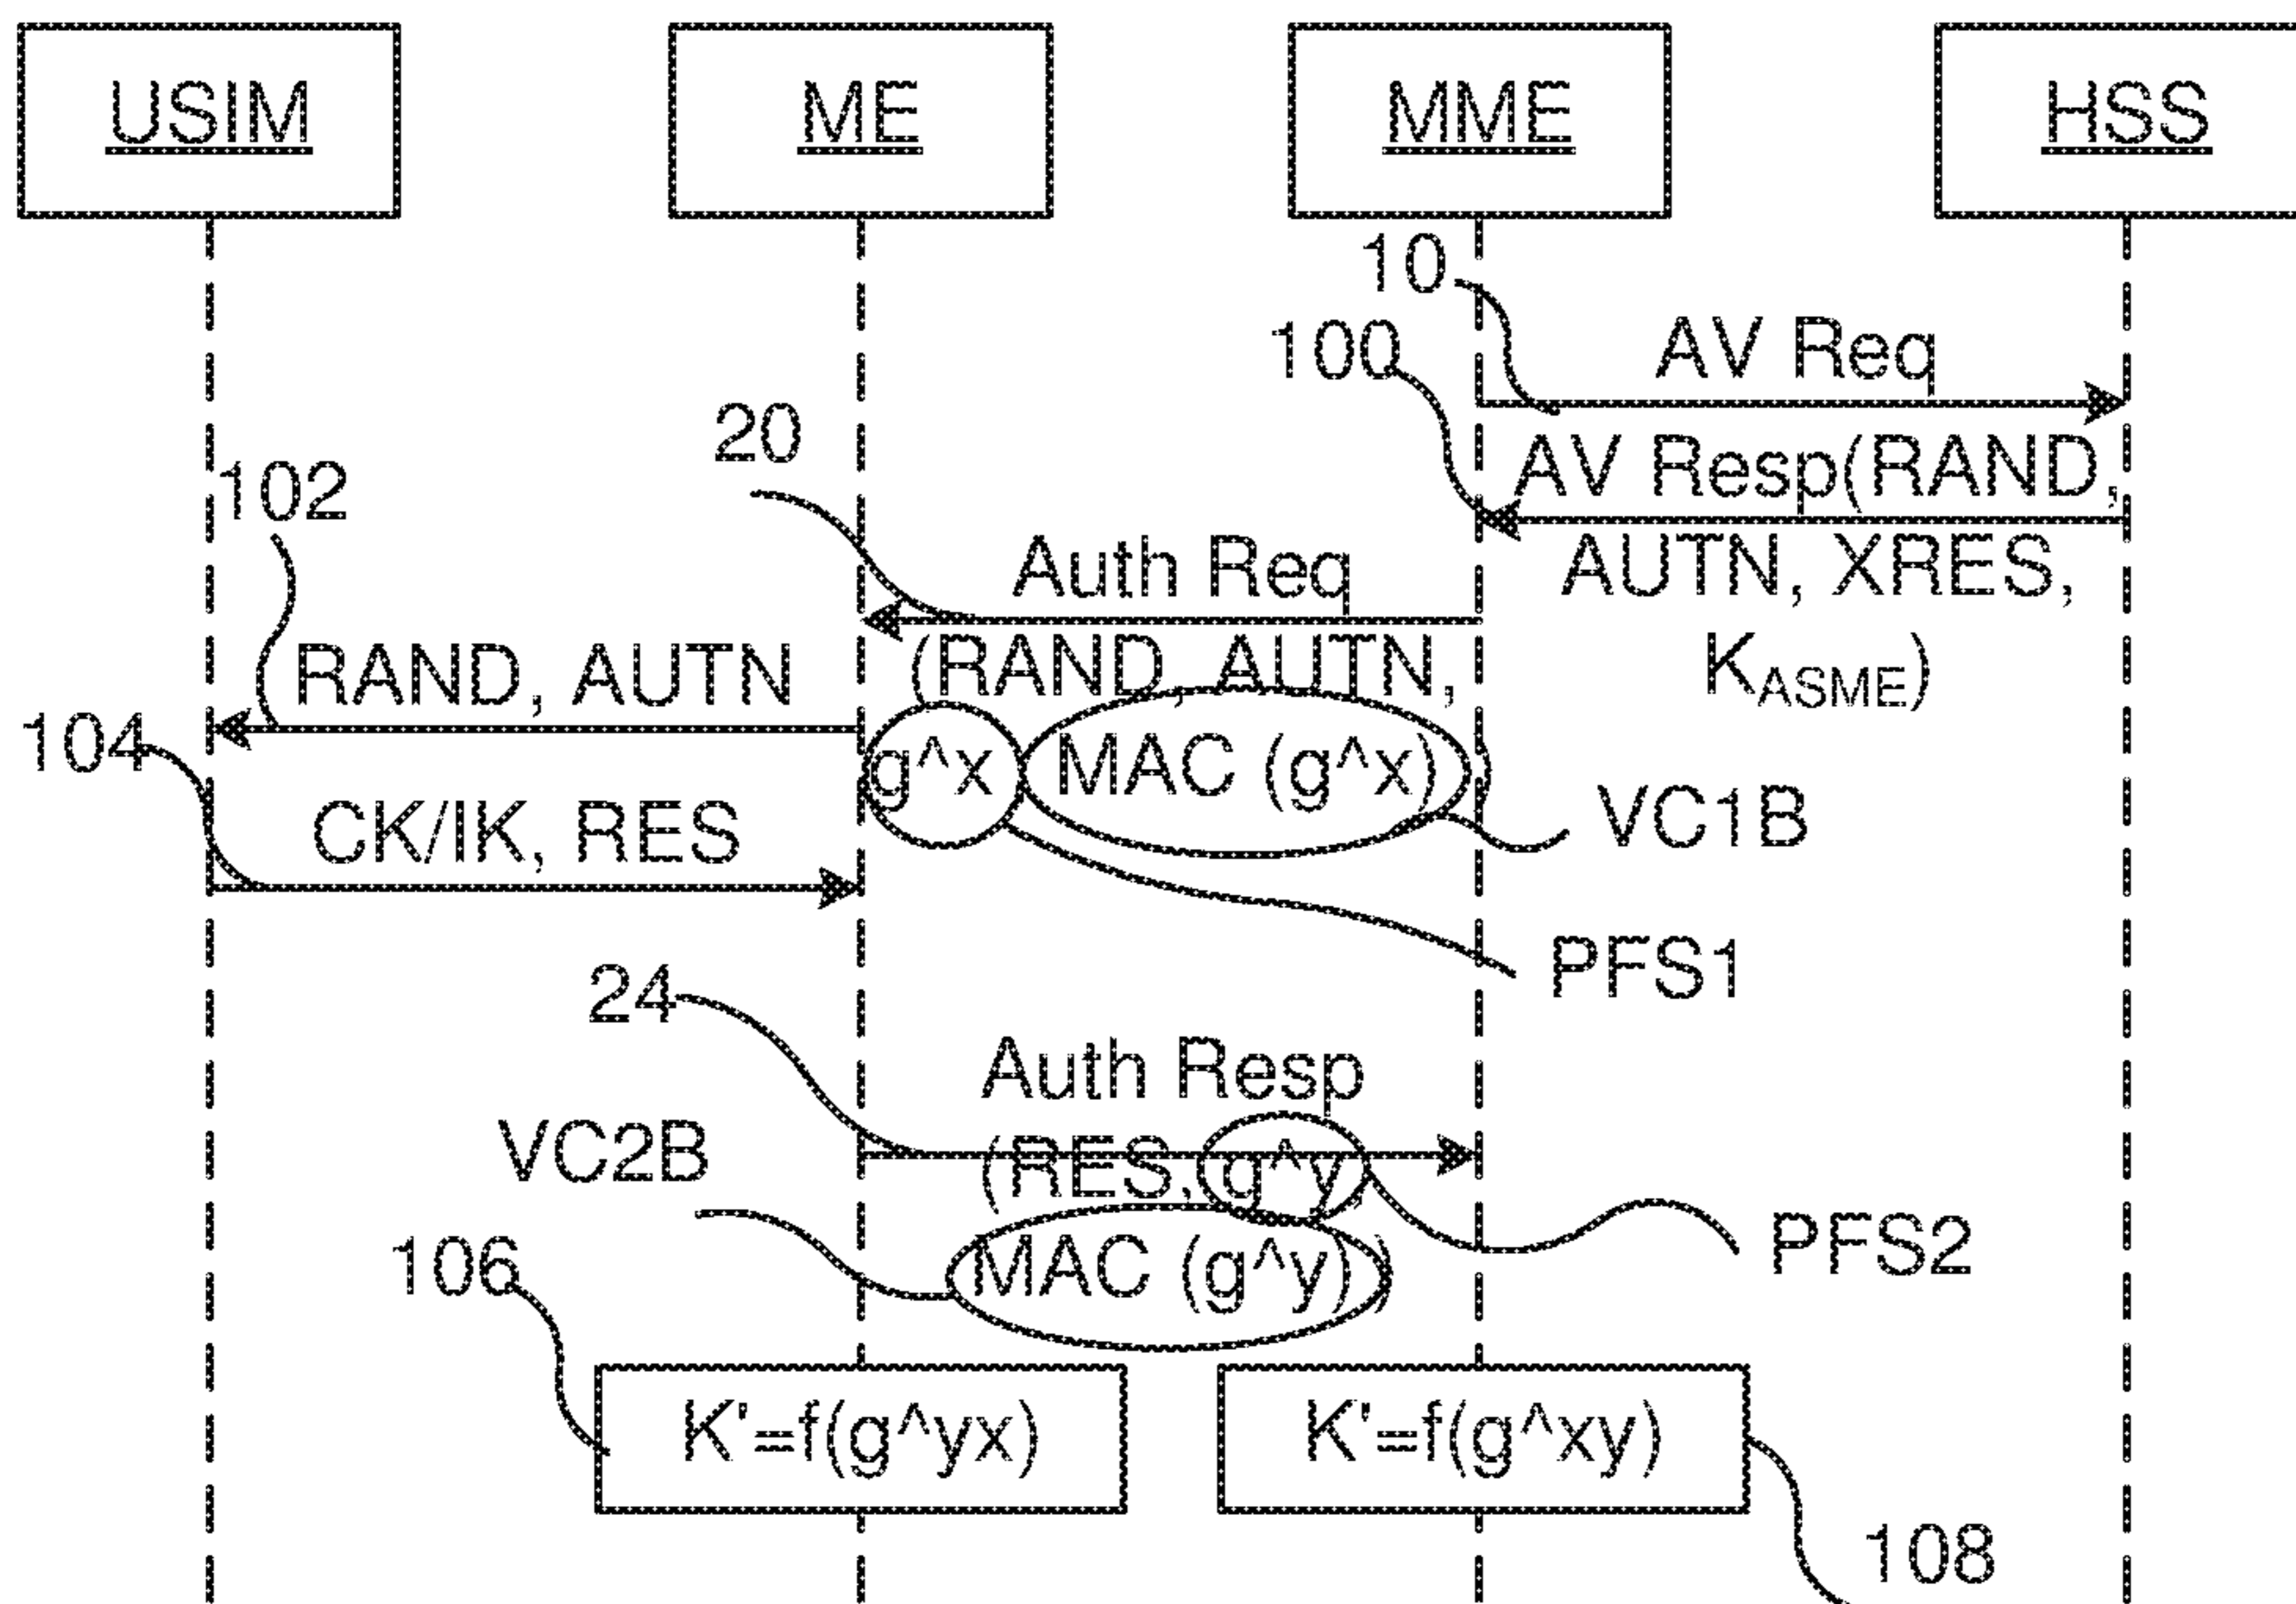 USIM
ME
MME
HSS
10
AV Req
100
20
AV Resp(RAND,
AUTN, XRES,
K_ASME)
102
Auth Req
(RAND, AUTN,
g^x MAC (g^x) )
RAND, AUTN
104
CK/IK, RES
VC1B
PFS1
24
Auth Resp
(RES, g^y,
MAC (g^y) )
VC2B
PFS2
106
K'=f(g^yx)
K'=f(g^xy)
108